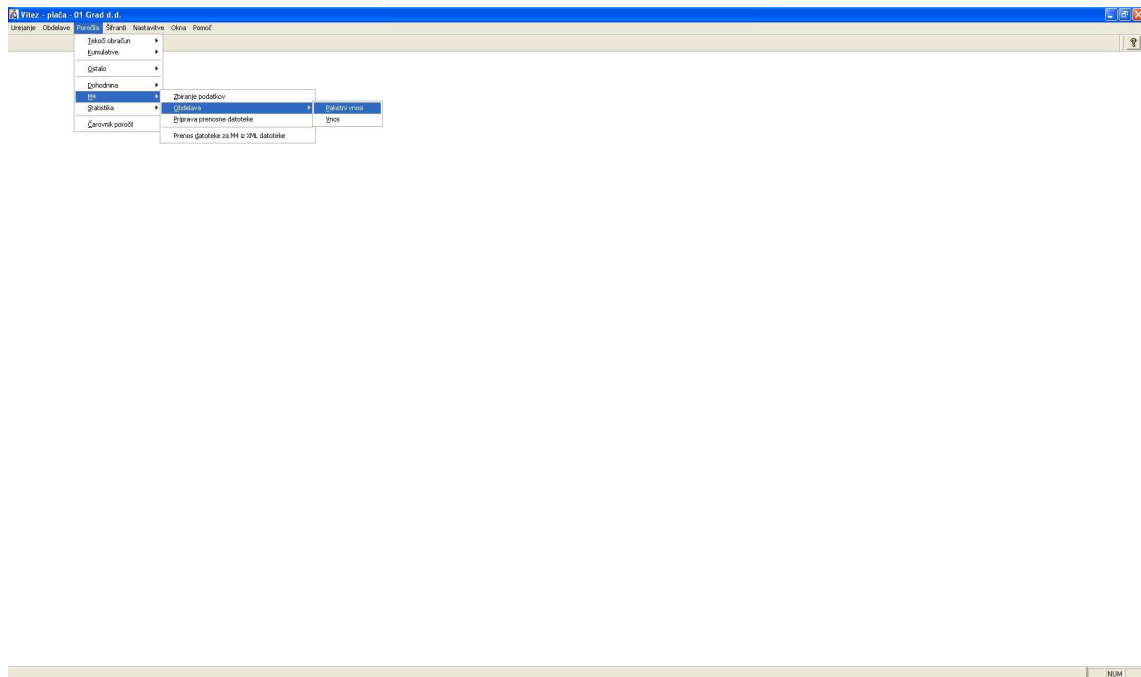 Vitez - plača - 01 Grad d.d.
Urejanje Obdelave Poročila Šifranti Nastavitve Okna Pomoč
Tekoči obračun
Kumulative
Ostalo
Dohodnina
M4
Statistika
Čarovnik poročil
Zbiranje podatkov
Obdelava
Priprava prenosne datoteke
Prenos datoteke za M4 iz XML datoteke
Paketni vnosi
Vnos
NUM